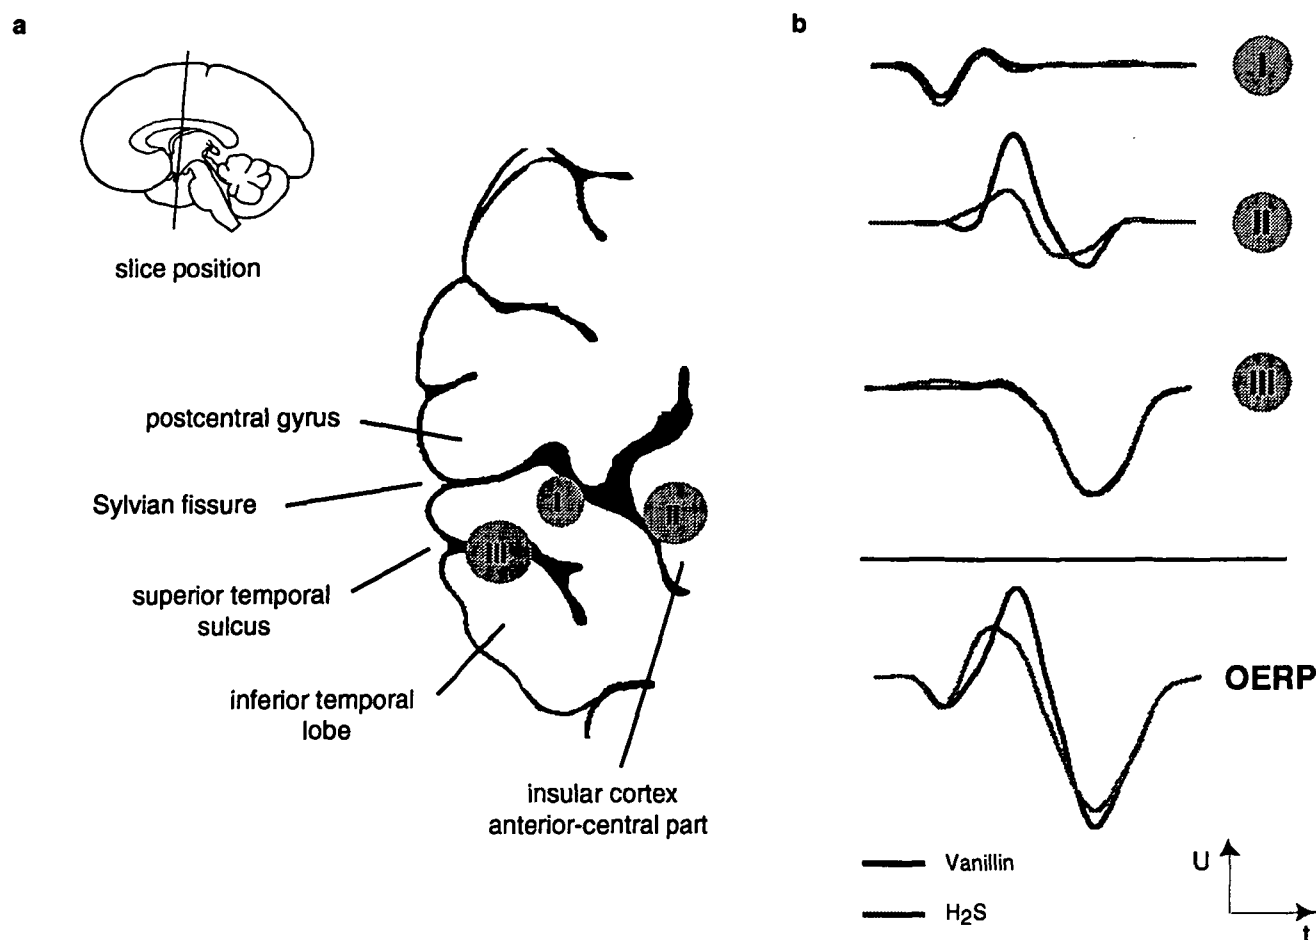 a
slice position
postcentral gyrus
Sylvian fissure
superior temporal
sulcus
inferior temporal
lobe
insular cortex
anterior-central part
I
II
III
b
I
II
III
OERP
Vanillin
H₂S
U
t